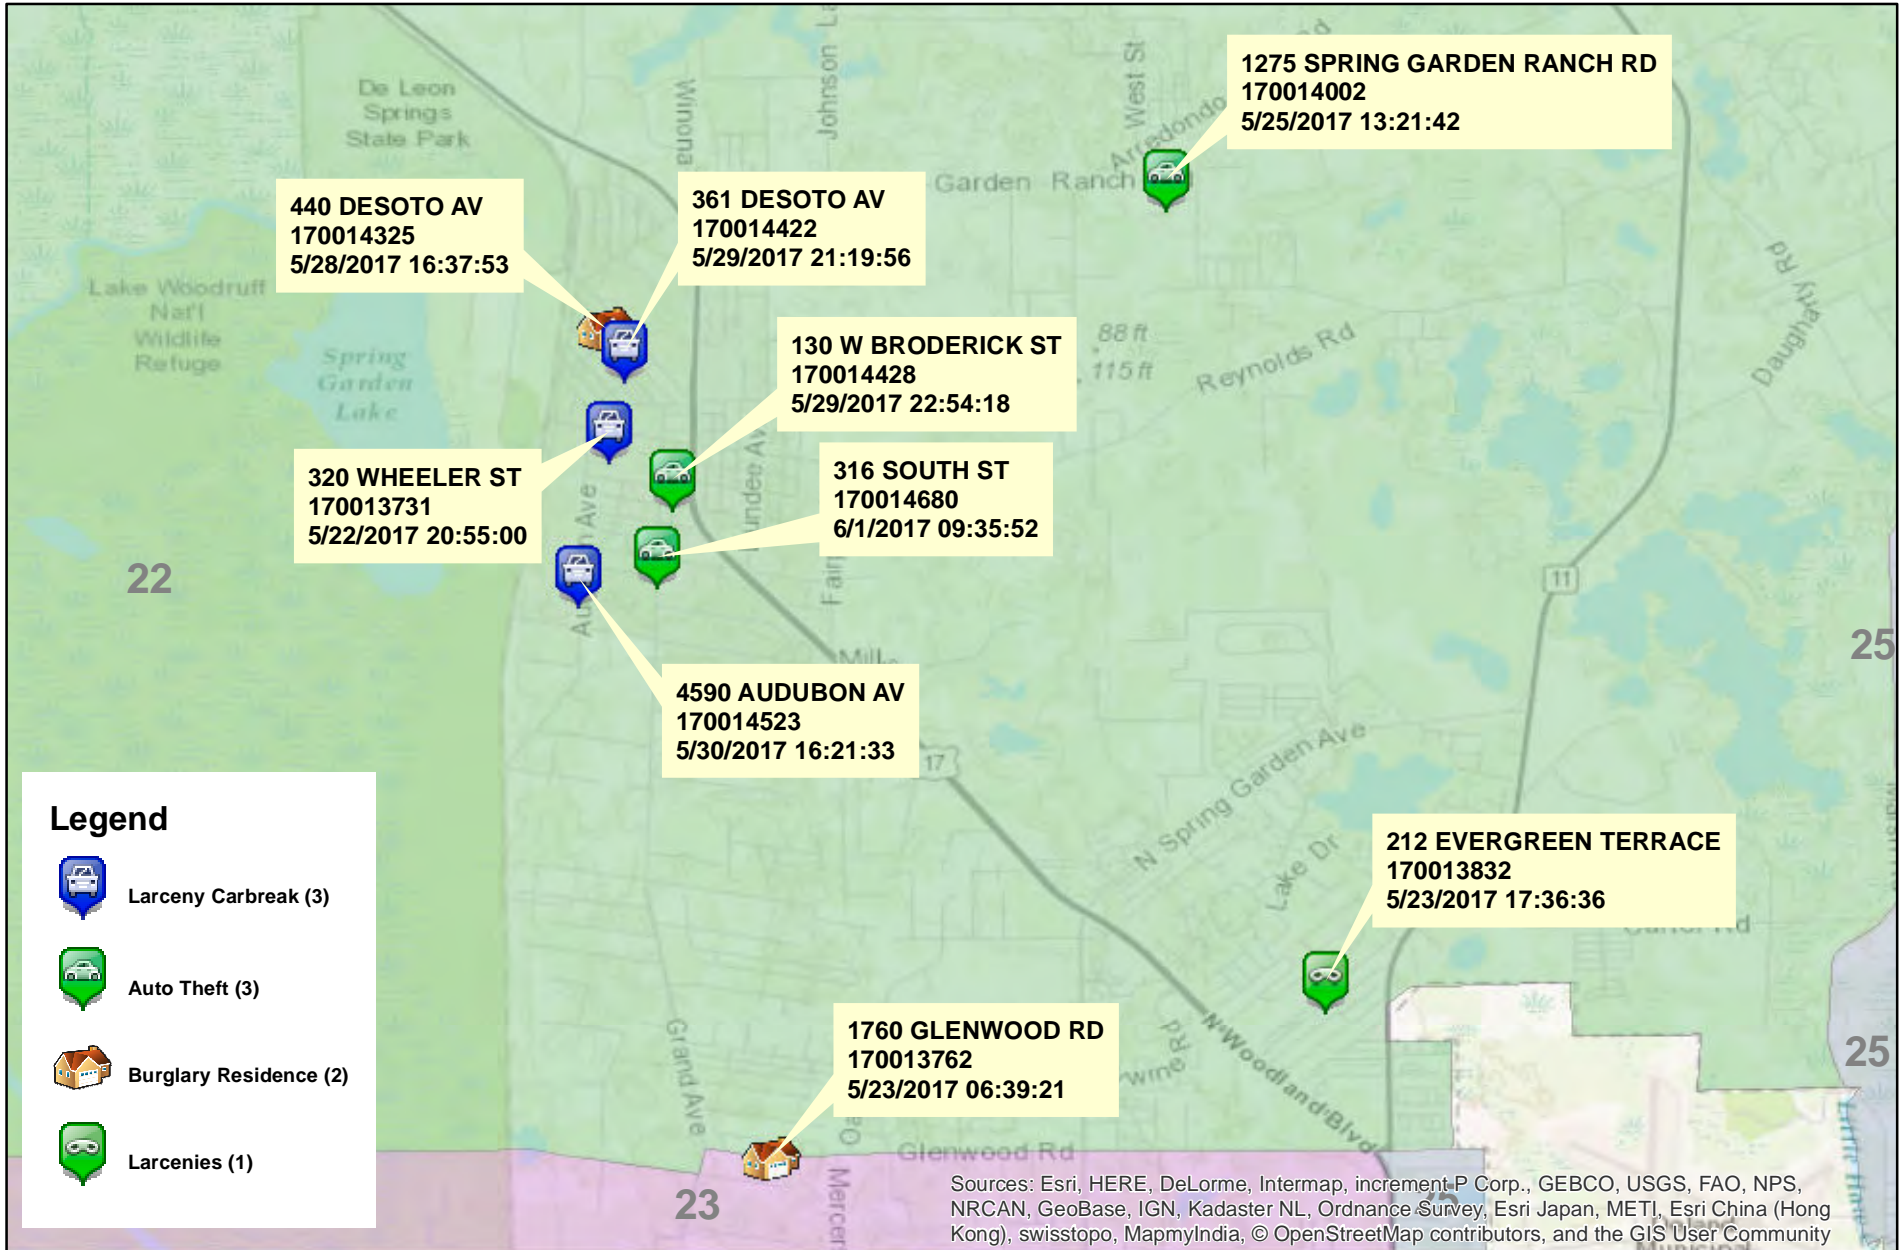 De Leon
Springs
State Park
Winona
Johnson La
West St
Arredondo
Garden Ranch
1275 SPRING GARDEN RANCH RD
170014002
5/25/2017 13:21:42
440 DESOTO AV
170014325
5/28/2017 16:37:53
361 DESOTO AV
170014422
5/29/2017 21:19:56
Lake Woodruff
Nat'l
Wildlife
Refuge
Spring
Garden
Lake
130 W BRODERICK ST
170014428
5/29/2017 22:54:18
88 ft
115 ft
Reynolds Rd
Daugharty Rd
320 WHEELER ST
170013731
5/22/2017 20:55:00
316 SOUTH ST
170014680
6/1/2017 09:35:52
22
11
25
4590 AUDUBON AV
170014523
5/30/2017 16:21:33
17
N Spring Garden Ave
Lake Dr
212 EVERGREEN TERRACE
170013832
5/23/2017 17:36:36
Legend
Larceny Carbreak (3)
Auto Theft (3)
Burglary Residence (2)
Larcenies (1)
1760 GLENWOOD RD
170013762
5/23/2017 06:39:21
Grand Ave
N Woodland Blvd
25
Glenwood Rd
Mercers
23
25
Sources: Esri, HERE, DeLorme, Intermap, increment P Corp., GEBCO, USGS, FAO, NPS,
NRCAN, GeoBase, IGN, Kadaster NL, Ordnance Survey, Esri Japan, METI, Esri China (Hong
Kong), swisstopo, MapmyIndia, © OpenStreetMap contributors, and the GIS User Community